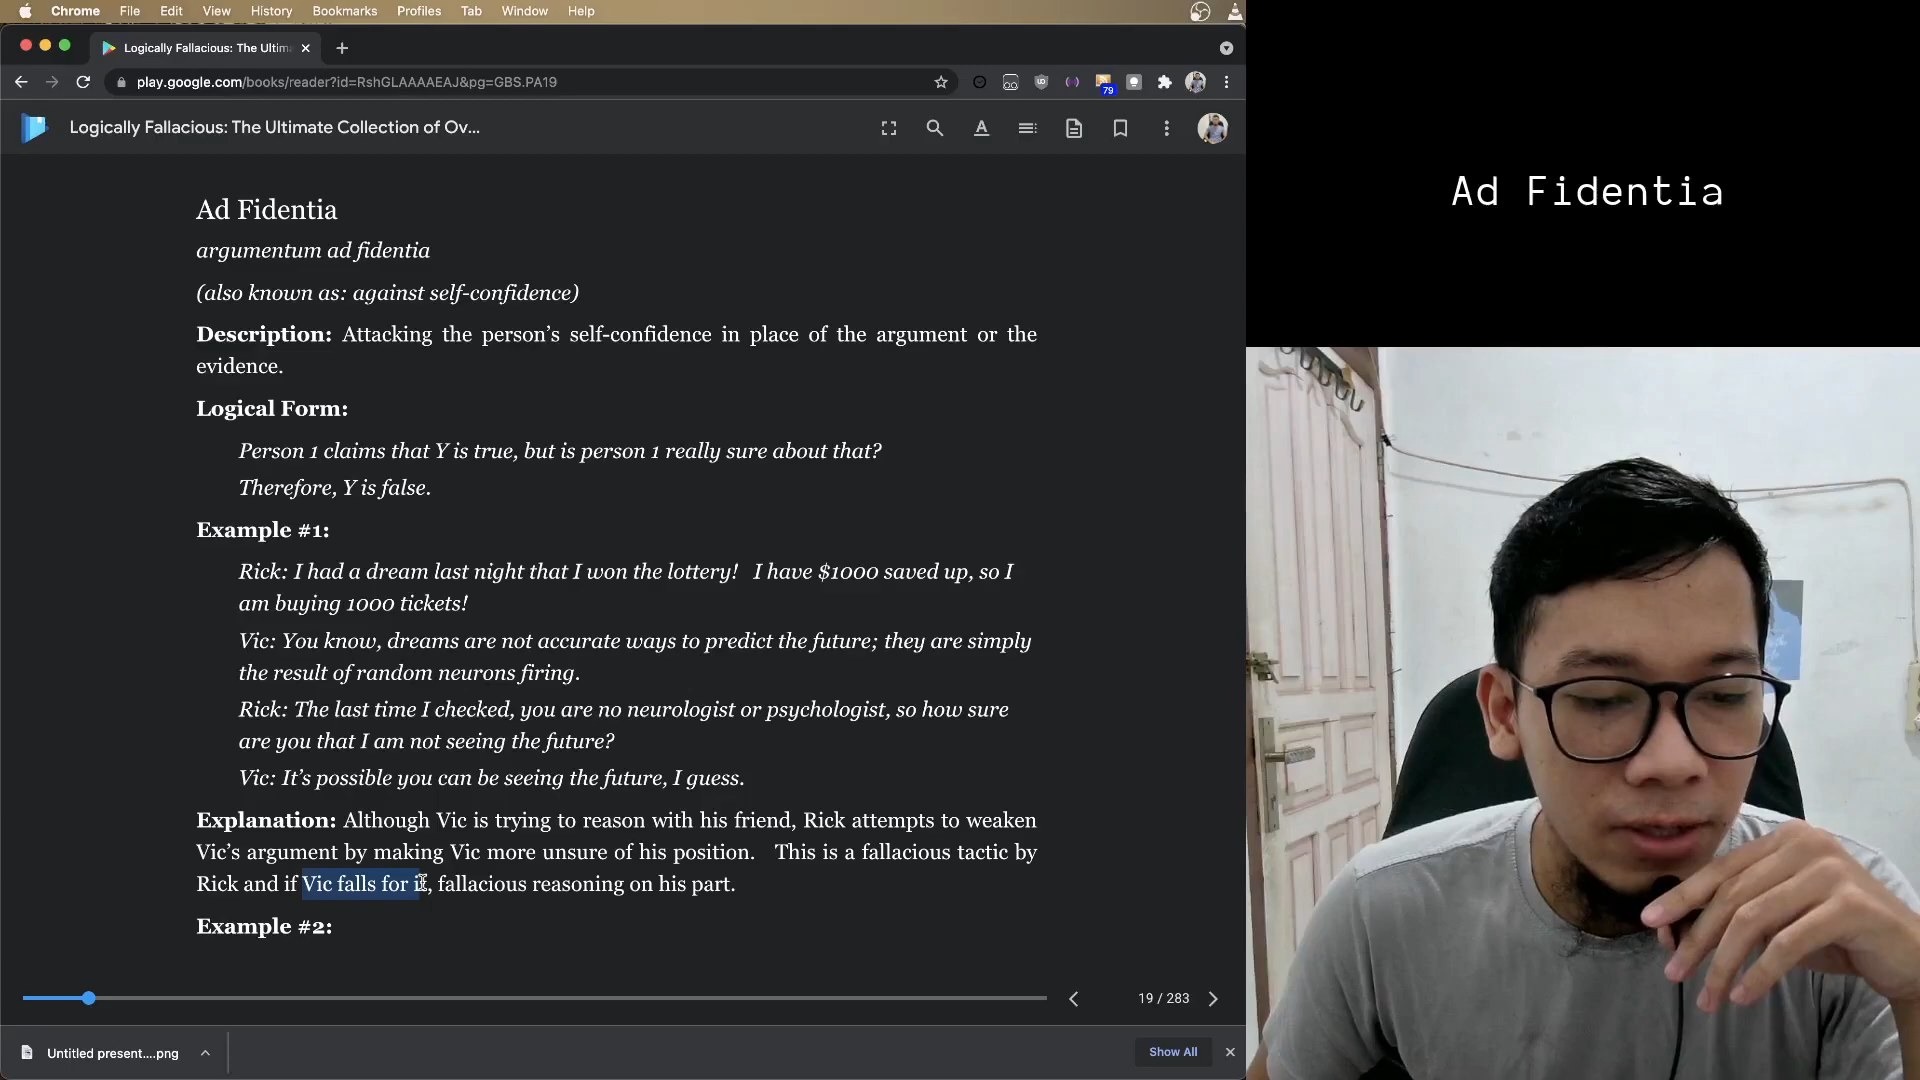 Chrome File Edit View History Bookmarks Profiles Tab Window Help
Logically Fallacious: The Ultim
play.google.com/books/reader?id=RshGLAAAAEAJ&pg=GBS.PA19
79
Logically Fallacious: The Ultimate Collection of Ov...
Ad Fidentia
argumentum ad fidentia
(also known as: against self-confidence)
Description: Attacking the person's self-confidence in place of the argument or the
evidence.
Logical Form:
Person 1 claims that Y is true, but is person 1 really sure about that?
Therefore, Y is false.
Example #1:
Rick: I had a dream last night that I won the lottery! I have $1000 saved up, so I
am buying 1000 tickets!
Vic: You know, dreams are not accurate ways to predict the future; they are simply
the result of random neurons firing.
Rick: The last time I checked, you are no neurologist or psychologist, so how sure
are you that I am not seeing the future?
Vic: It's possible you can be seeing the future, I guess.
Explanation: Although Vic is trying to reason with his friend, Rick attempts to weaken
Vic's argument by making Vic more unsure of his position. This is a fallacious tactic by
Rick and if Vic falls for it, fallacious reasoning on his part.
Example #2:
19 / 283
Untitled present....png
Show All
Ad Fidentia